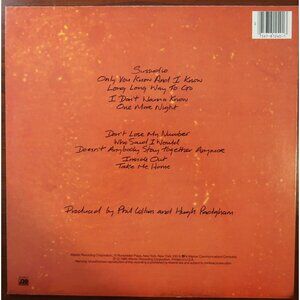 Sussudio
Only You Know And I Know
Long Long Way To Go
I Don't Wanna Know
One More Night
Don't Lose My Number
Who Said I Would
Doesn't Anybody Stay Together Anymore
Inside Out
Take Me Home
Produced by Phil Collins and Hugh Padgham